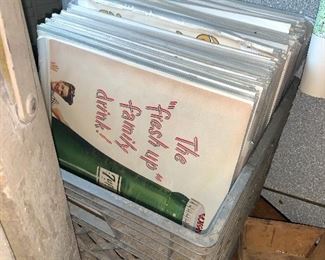 The
"fresh up"
family
drink!